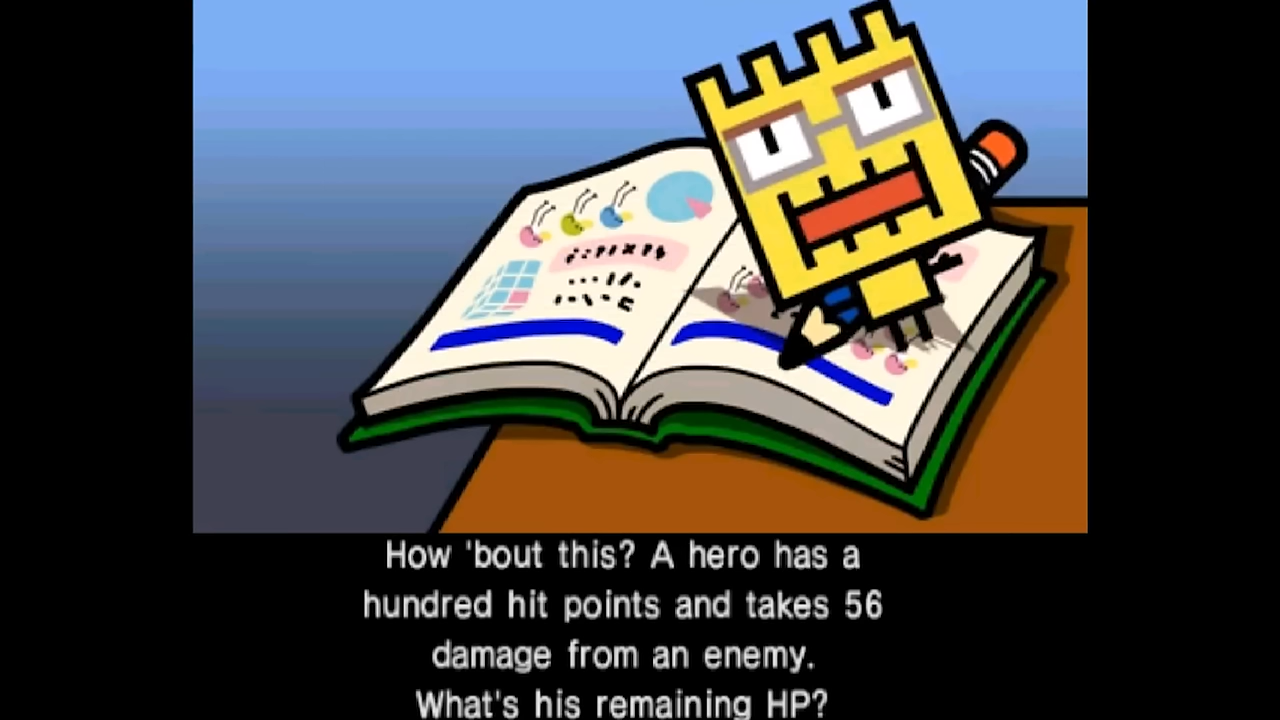 How 'bout this? A hero has a
hundred hit points and takes 56
damage from an enemy.
What's his remaining HP?